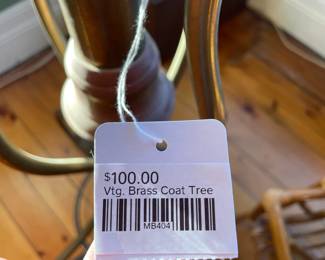 $100.00
Vtg. Brass Coat Tree
MB404